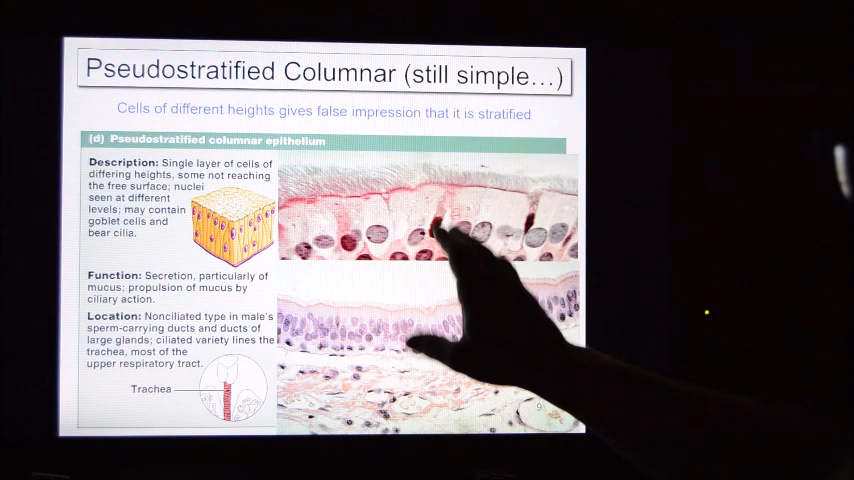 Pseudostratified Columnar (still simple...)
Cells of different heights gives false impression that it is stratified
(d) Pseudostratified columnar epithelium
Description: Single layer of cells of
differing heights, some not reaching
the free surface; nuclei
seen at different
levels; may contain
goblet cells and
bear cilia.
Function: Secretion, particularly of
mucus; propulsion of mucus by
ciliary action.
Location: Nonciliated type in male's
sperm-carrying ducts and ducts of
large glands; ciliated variety lines the
trachea, most of the
upper respiratory tract.
Trachea
9